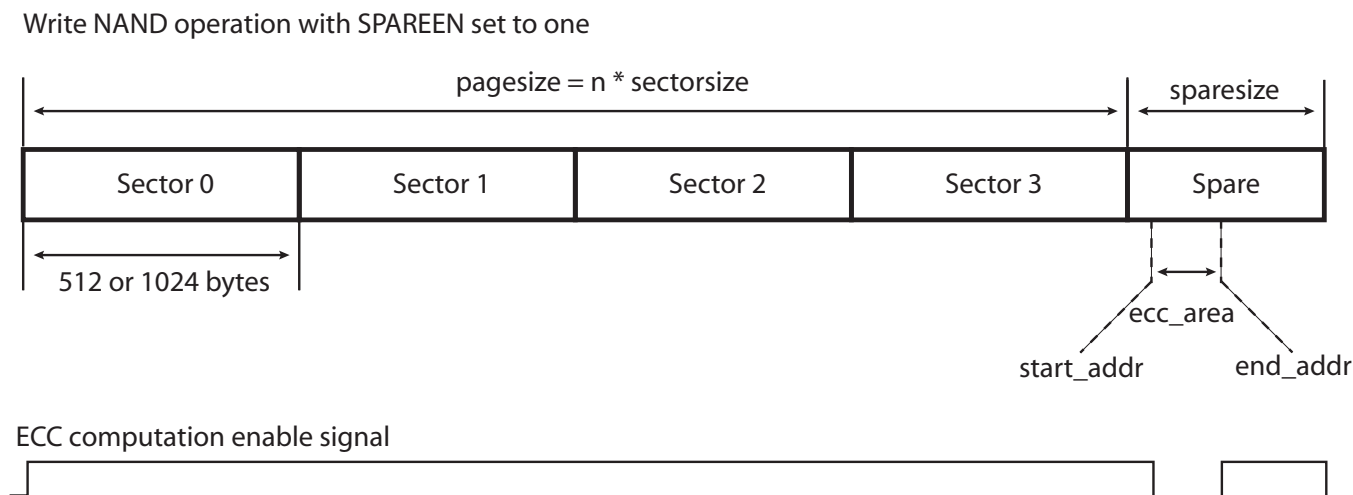 Write NAND operation with SPAREEN set to one
pagesize = n * sectorsize
sparesize
Sector 0
Sector 1
Sector 2
Sector 3
Spare
512 or 1024 bytes
ecc_area
start_addr
end_addr
ECC computation enable signal